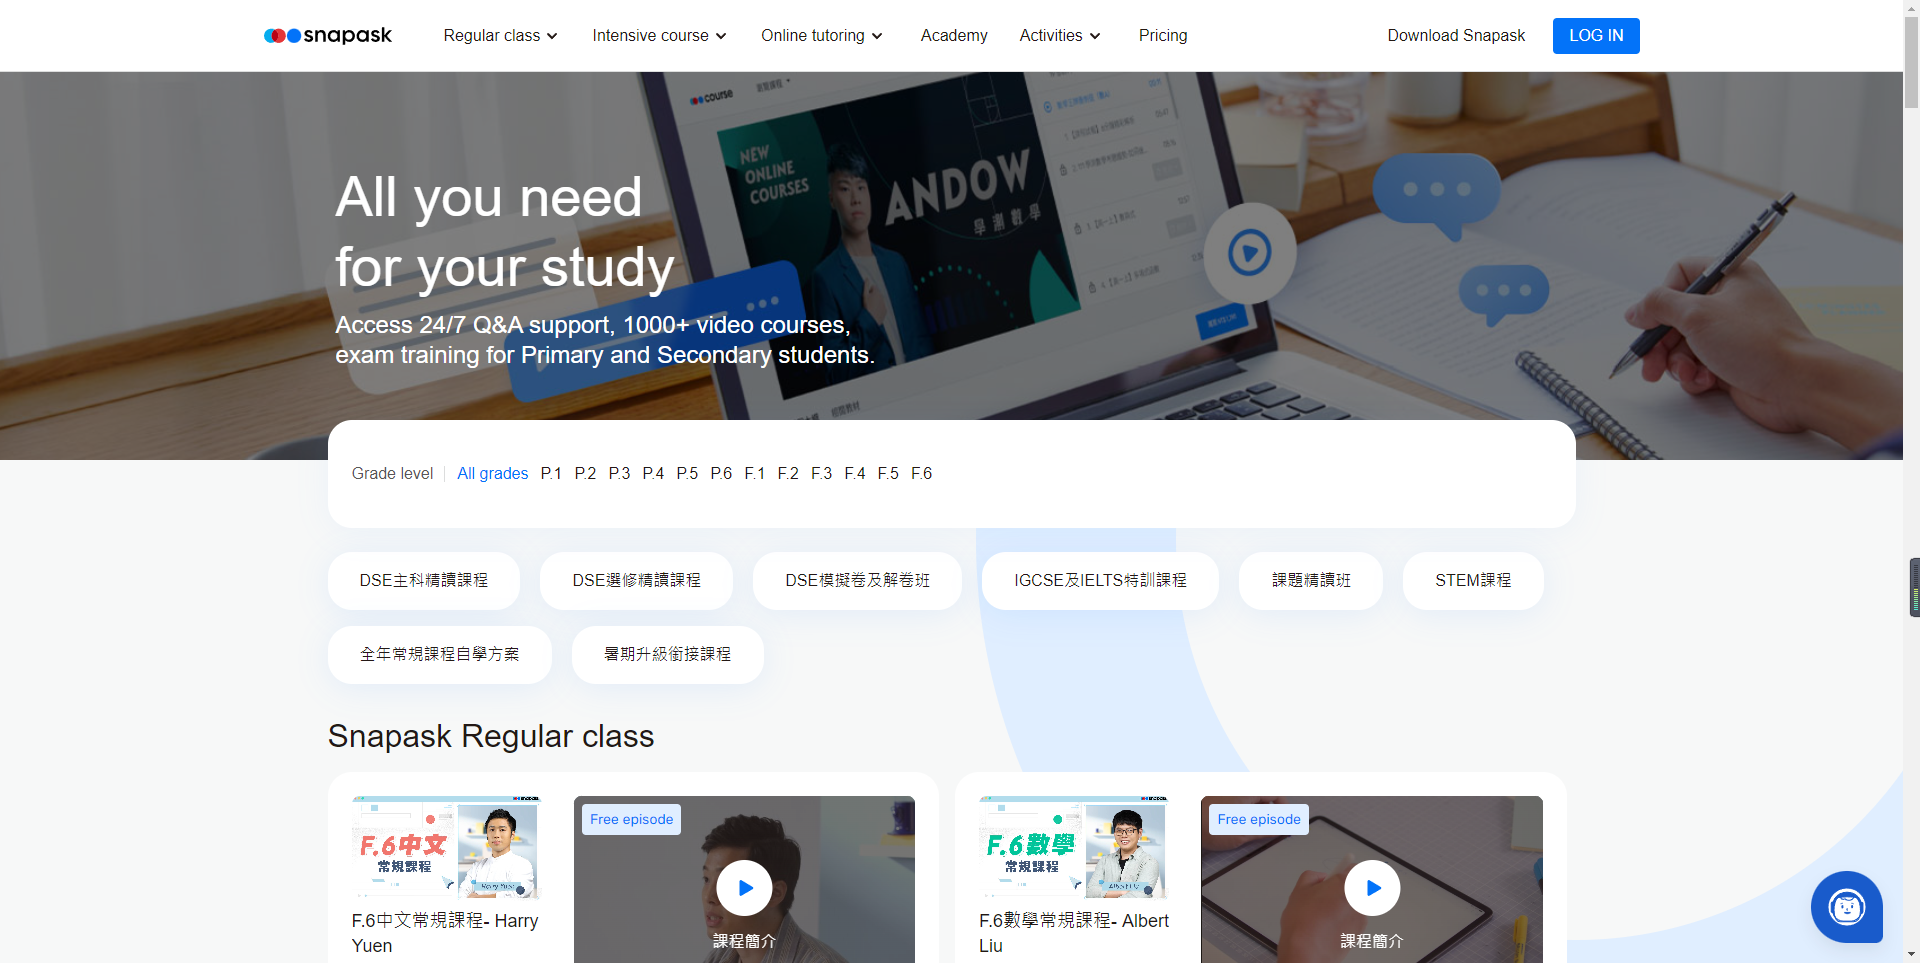 snapask
Regular class
Intensive course
Online tutoring
Academy
Activities
Pricing
Download Snapask
LOG IN
course
NEW
ONLINE
COURSES
ANDOW
學測數學
All you need
for your study
Access 24/7 Q&A support, 1000+ video courses,
exam training for Primary and Secondary students.
Grade level
All grades P.1 P.2 P.3 P.4 P.5 P.6 F.1 F.2 F.3 F.4 F.5 F.6
DSE主科精讀課程
DSE選修精讀課程
DSE模擬卷及解卷班
IGCSE及IELTS特訓課程
課題精讀班
STEM課程
全年常規課程自學方案
暑期升級銜接課程
Snapask Regular class
F.6中文
常規課程
Harry Yuen
F.6中文常規課程- Harry
Yuen
Free episode
課程簡介
F.6數學
常規課程
F.6數學常規課程- Albert
Liu
Free episode
課程簡介